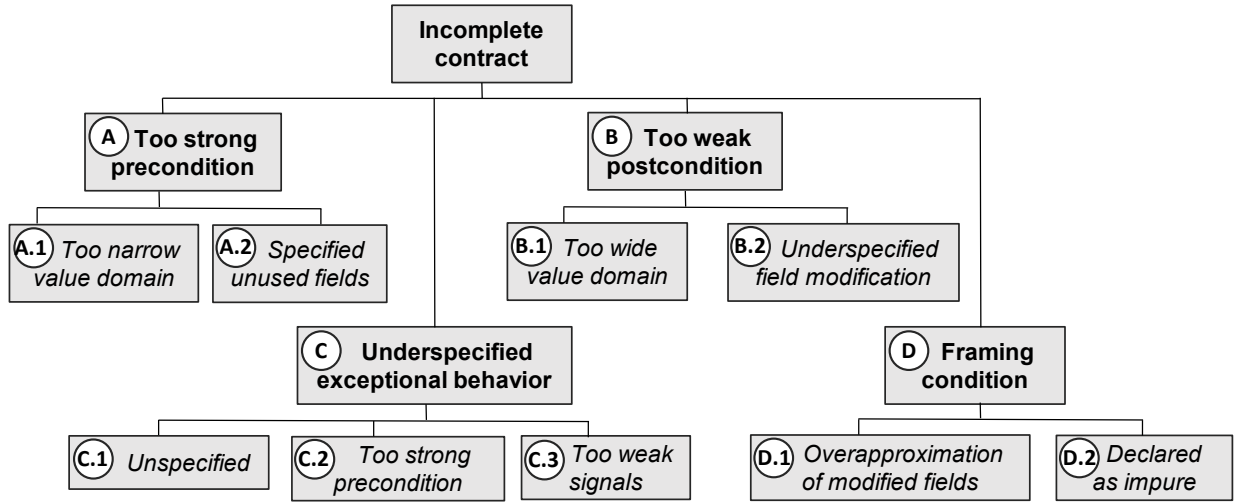 Incomplete
contract
A Too strong
precondition
B Too weak
postcondition
A.1 Too narrow
value domain
A.2 Specified
unused fields
B.1 Too wide
value domain
B.2 Underspecified
field modification
C Underspecified
exceptional behavior
D Framing
condition
C.1 Unspecified
C.2 Too strong
precondition
C.3 Too weak
signals
D.1 Overapproximation
of modified fields
D.2 Declared
as impure